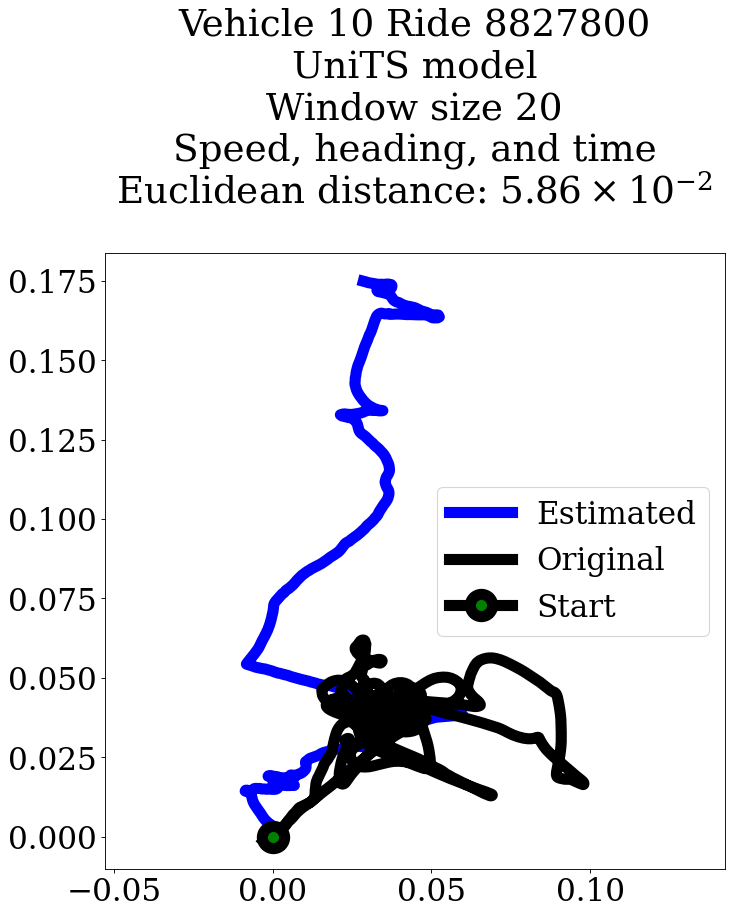 Vehicle 10 Ride 8827800
UniTS model
Window size 20
Speed, heading, and time
Euclidean distance: 5.86 × 10⁻²
0.175
0.150
0.125
0.100
0.075
0.050
0.025
0.000
Estimated
Original
Start
−0.05
0.00
0.05
0.10